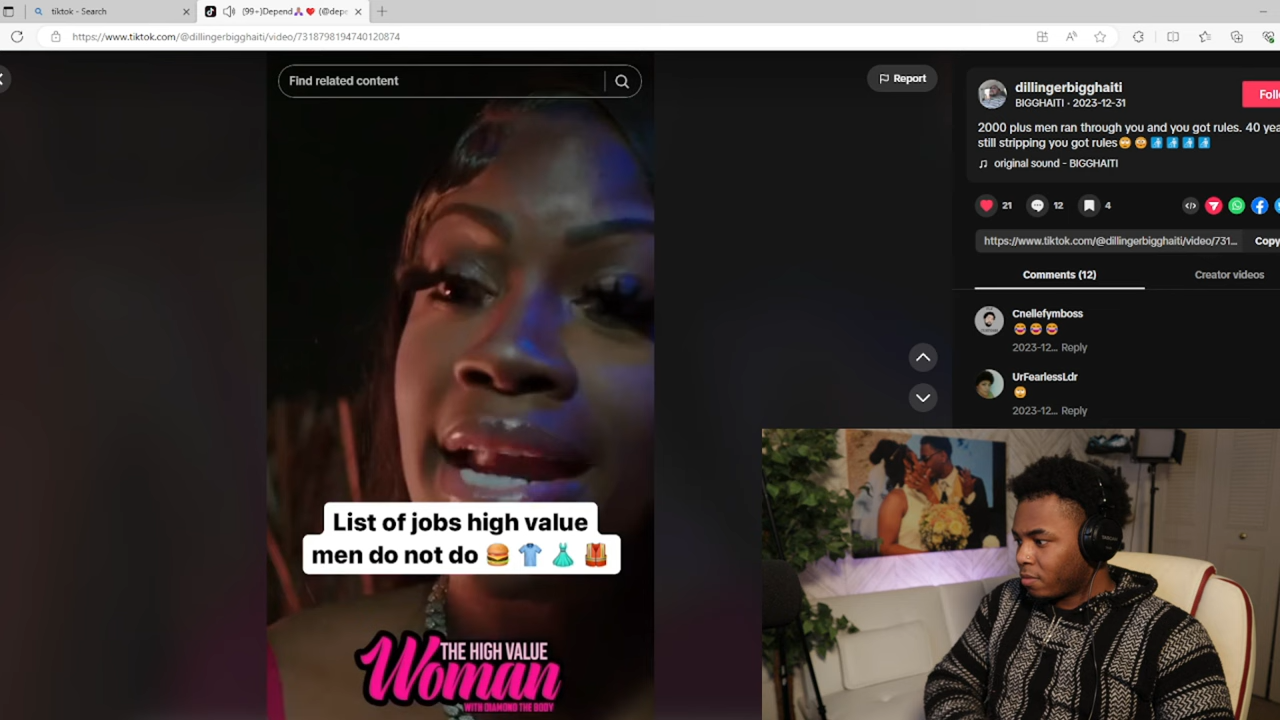 tiktok - Search
(99+)Depend🙏🏾 ❤️ (@depe
https://www.tiktok.com/@dillingerbigghaiti/video/7318798194740120874
Find related content
Report
List of jobs high value
men do not do 🍔 👕 👗 🦺
THE HIGH VALUE
Woman
WITH DIAMOND THE BODY
dillingerbigghaiti
BIGGHAITI · 2023-12-31
Follo
2000 plus men ran through you and you got rules. 40 yea
still stripping you got rules
original sound - BIGGHAITI
21
12
4
https://www.tiktok.com/@dillingerbigghaiti/video/731...
Copy
Comments (12)
Creator videos
Cnellefymboss
2023-12... Reply
UrFearlessLdr
2023-12... Reply